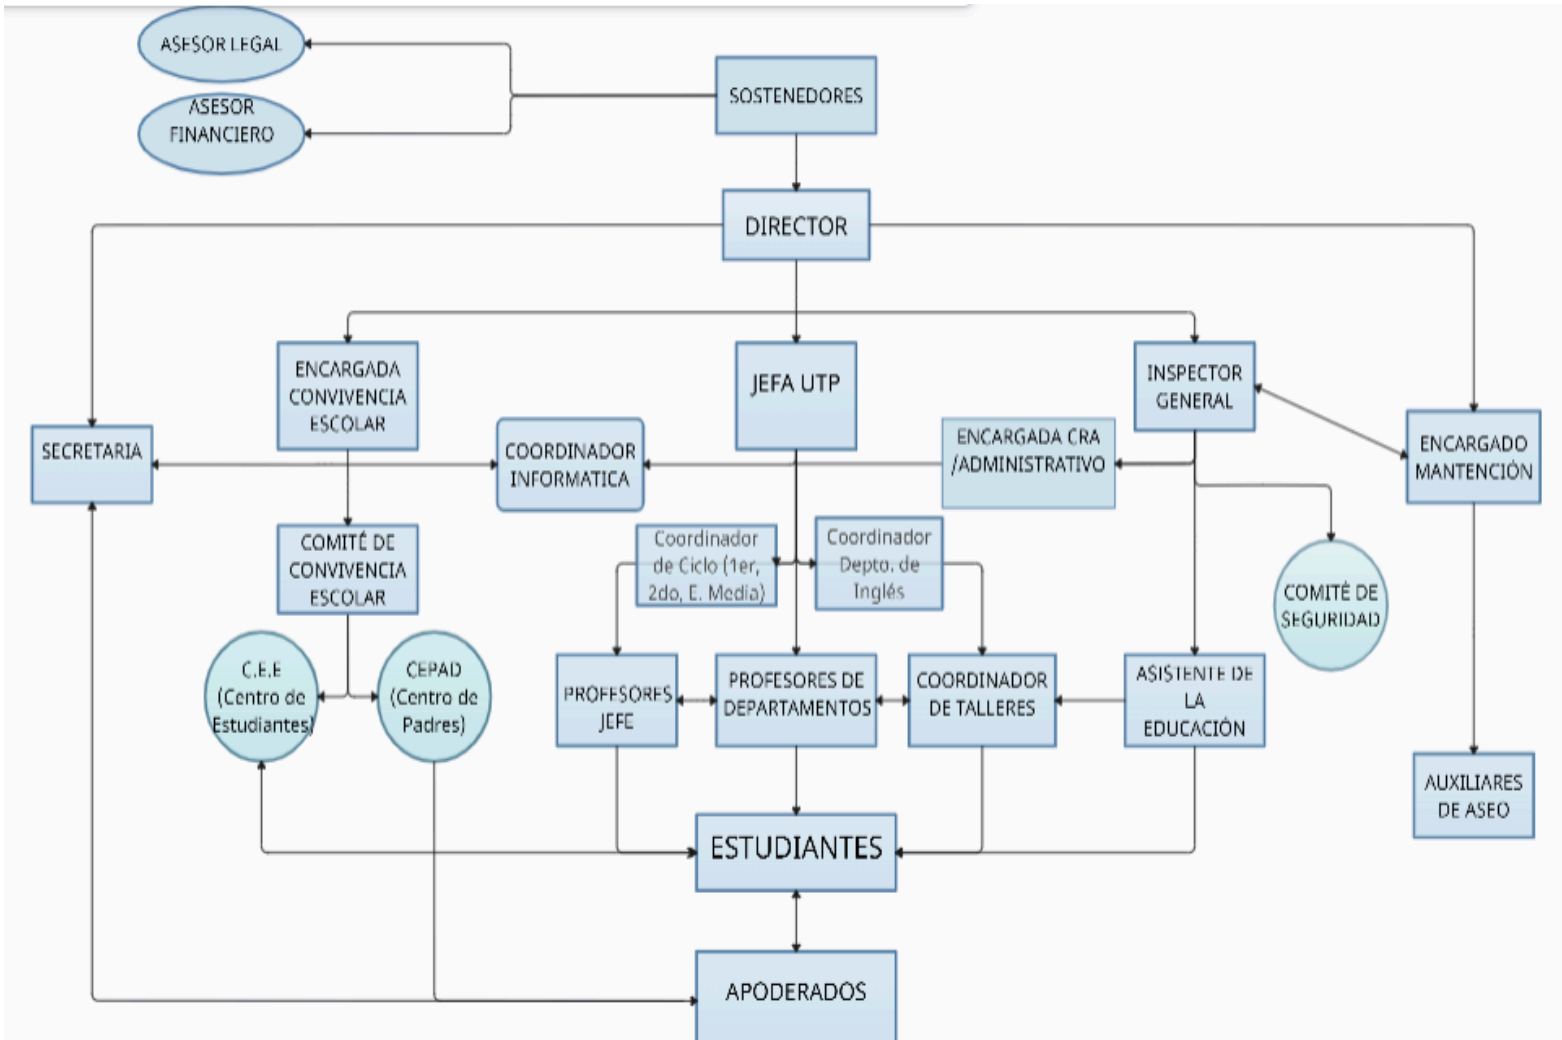 ASESOR LEGAL
ASESOR
FINANCIERO
SOSTENEDORES
DIRECTOR
ENCARGADA
CONVIVENCIA
ESCOLAR
JEFA UTP
INSPECTOR
GENERAL
SECRETARIA
COORDINADOR
INFORMATICA
ENCARGADA CRA
/ADMINISTRATIVO
ENCARGADO
MANTENCIÓN
COMITÉ DE
CONVIVENCIA
ESCOLAR
Coordinador
de Ciclo (1er,
2do, E. Media)
Coordinador
Depto. de
Inglés
COMITÉ DE
SEGURIDAD
C.E.E
(Centro de
Estudiantes)
CEPAD
(Centro de
Padres)
PROFESORES
JEFE
PROFESORES DE
DEPARTAMENTOS
COORDINADOR
DE TALLERES
ASISTENTE DE
LA
EDUCACIÓN
AUXILIARES
DE ASEO
ESTUDIANTES
APODERADOS